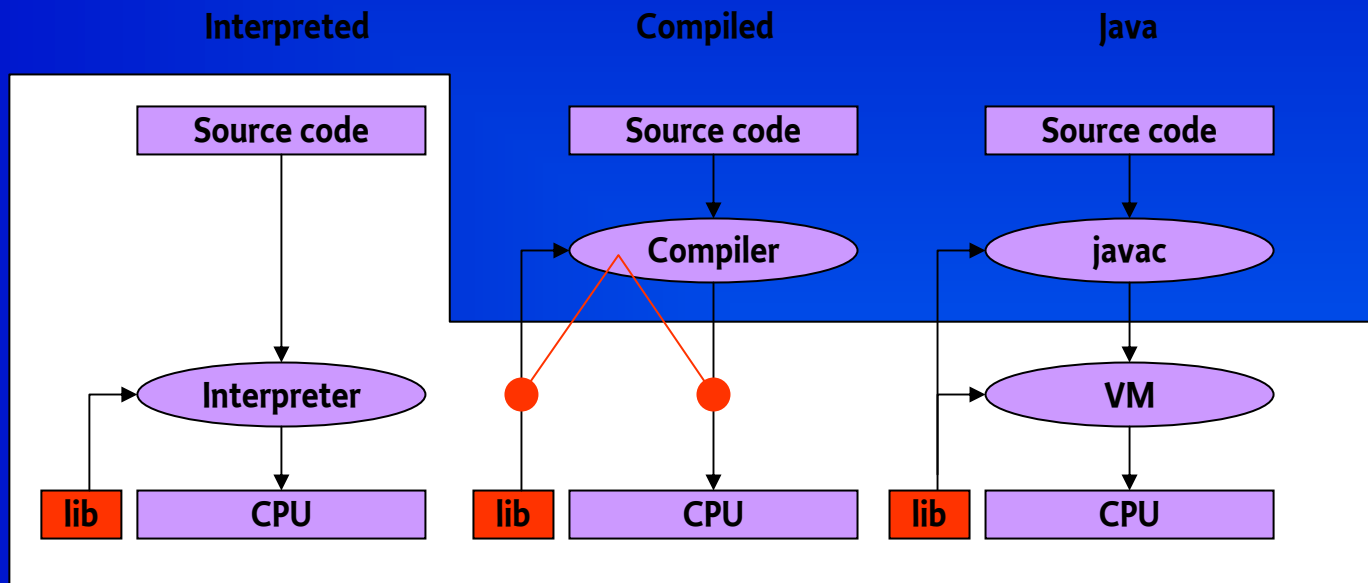 Interpreted
Compiled
Java
Source code
Source code
Source code
Compiler
javac
Interpreter
VM
lib
CPU
lib
CPU
lib
CPU